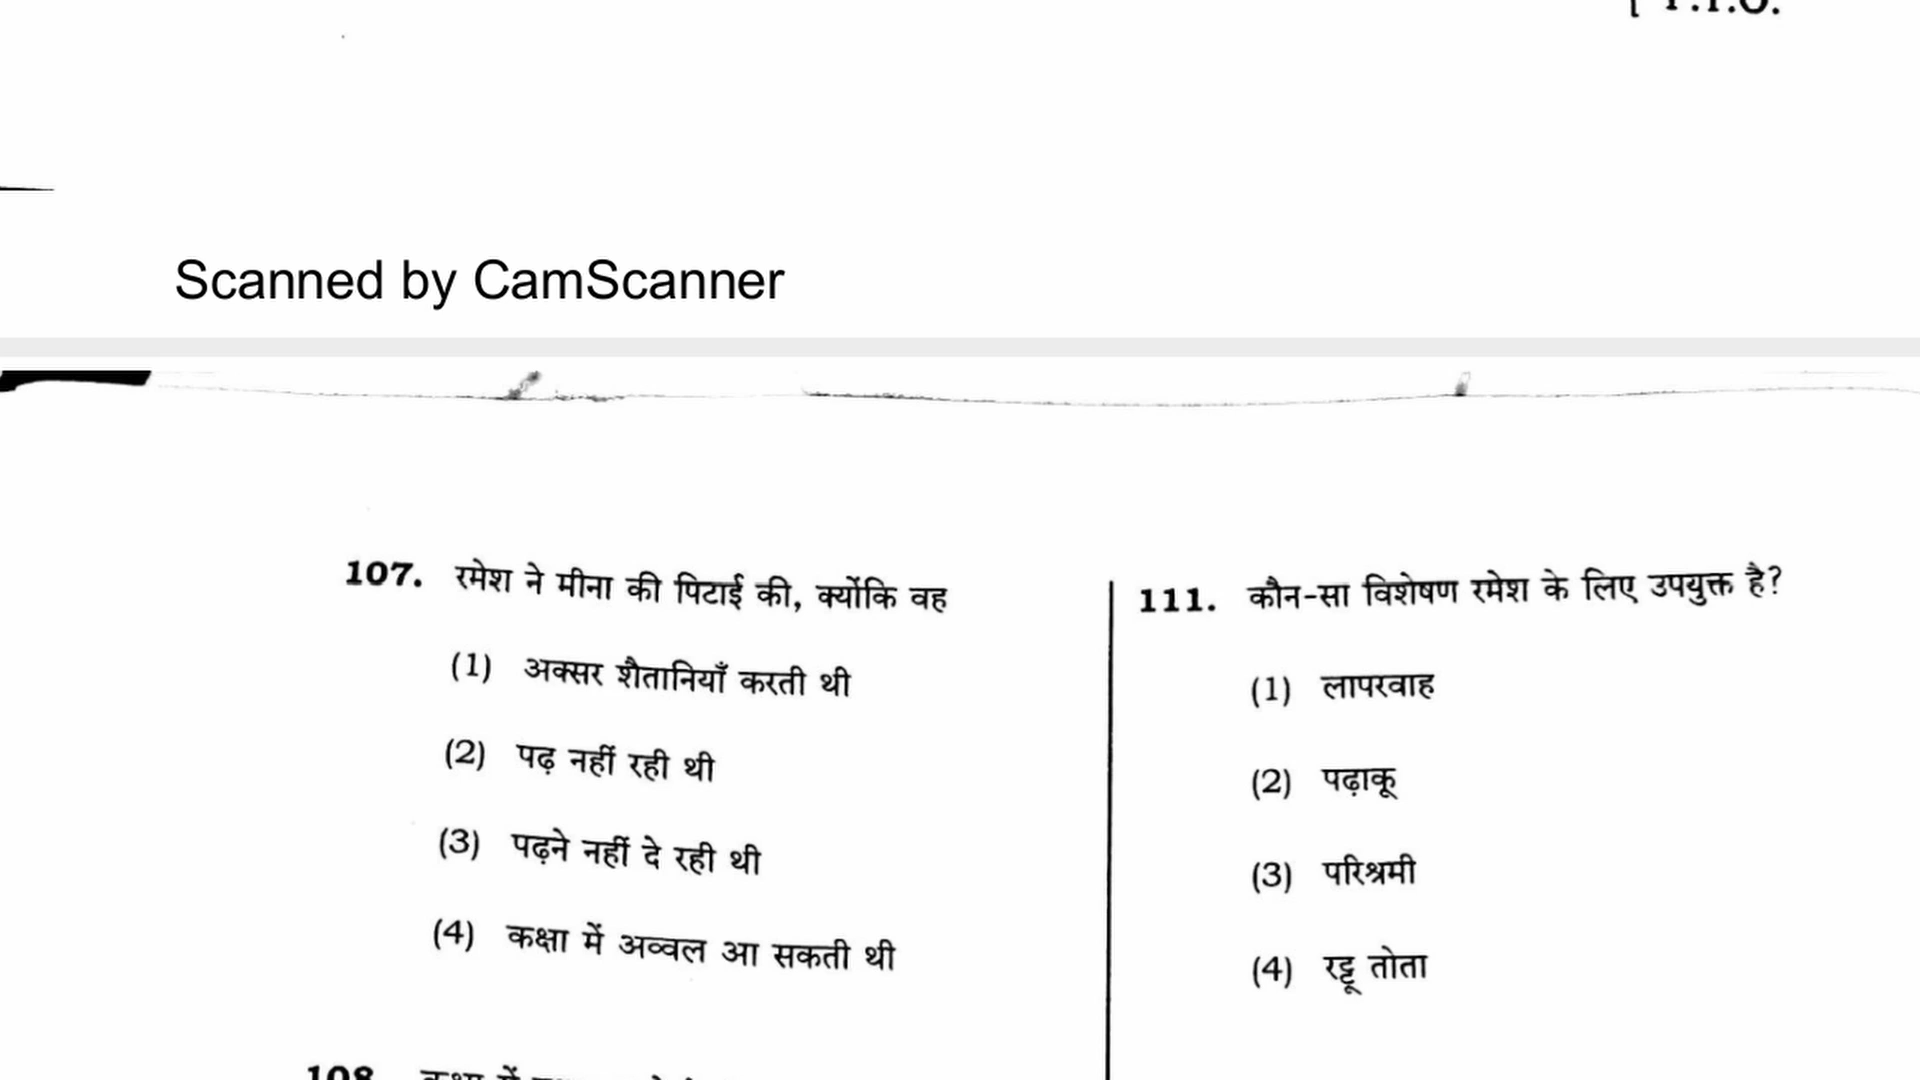 [ P.T.O.
Scanned by CamScanner
107. रमेश ने मीना की पिटाई की, क्योंकि वह
(1) अक्सर शैतानियाँ करती थी
(2) पढ़ नहीं रही थी
(3) पढ़ने नहीं दे रही थी
(4) कक्षा में अव्वल आ सकती थी
108.
111. कौन-सा विशेषण रमेश के लिए उपयुक्त है?
(1) लापरवाह
(2) पढ़ाकू
(3) परिश्रमी
(4) रट्टू तोता